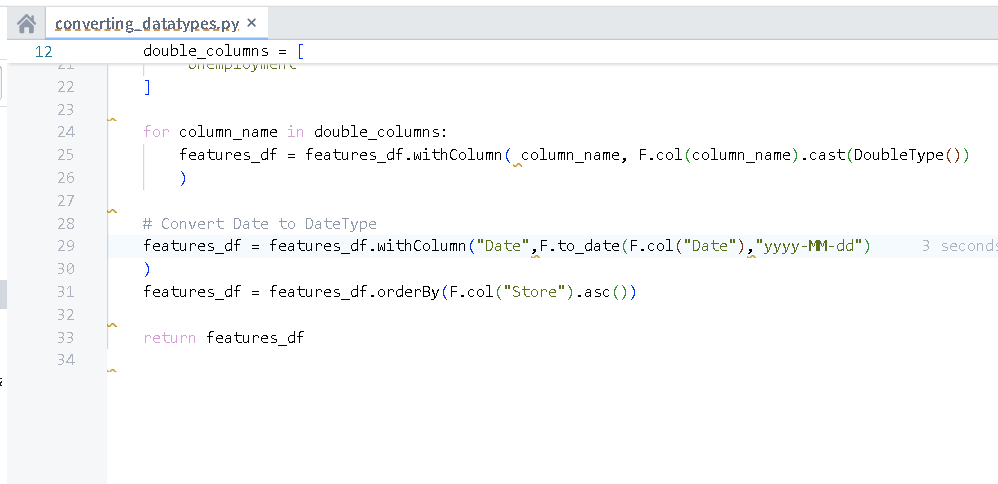 converting_datatypes.py ×
12 double_columns = [
21 "Unemployment"
22 ]
23
24 for column_name in double_columns:
25 features_df = features_df.withColumn( column_name, F.col(column_name).cast(DoubleType())
26 )
27
28 # Convert Date to DateType
29 features_df = features_df.withColumn("Date",F.to_date(F.col("Date"),"yyyy-MM-dd") 3 seconds
30 )
31 features_df = features_df.orderBy(F.col("Store").asc())
32
33 return features_df
34